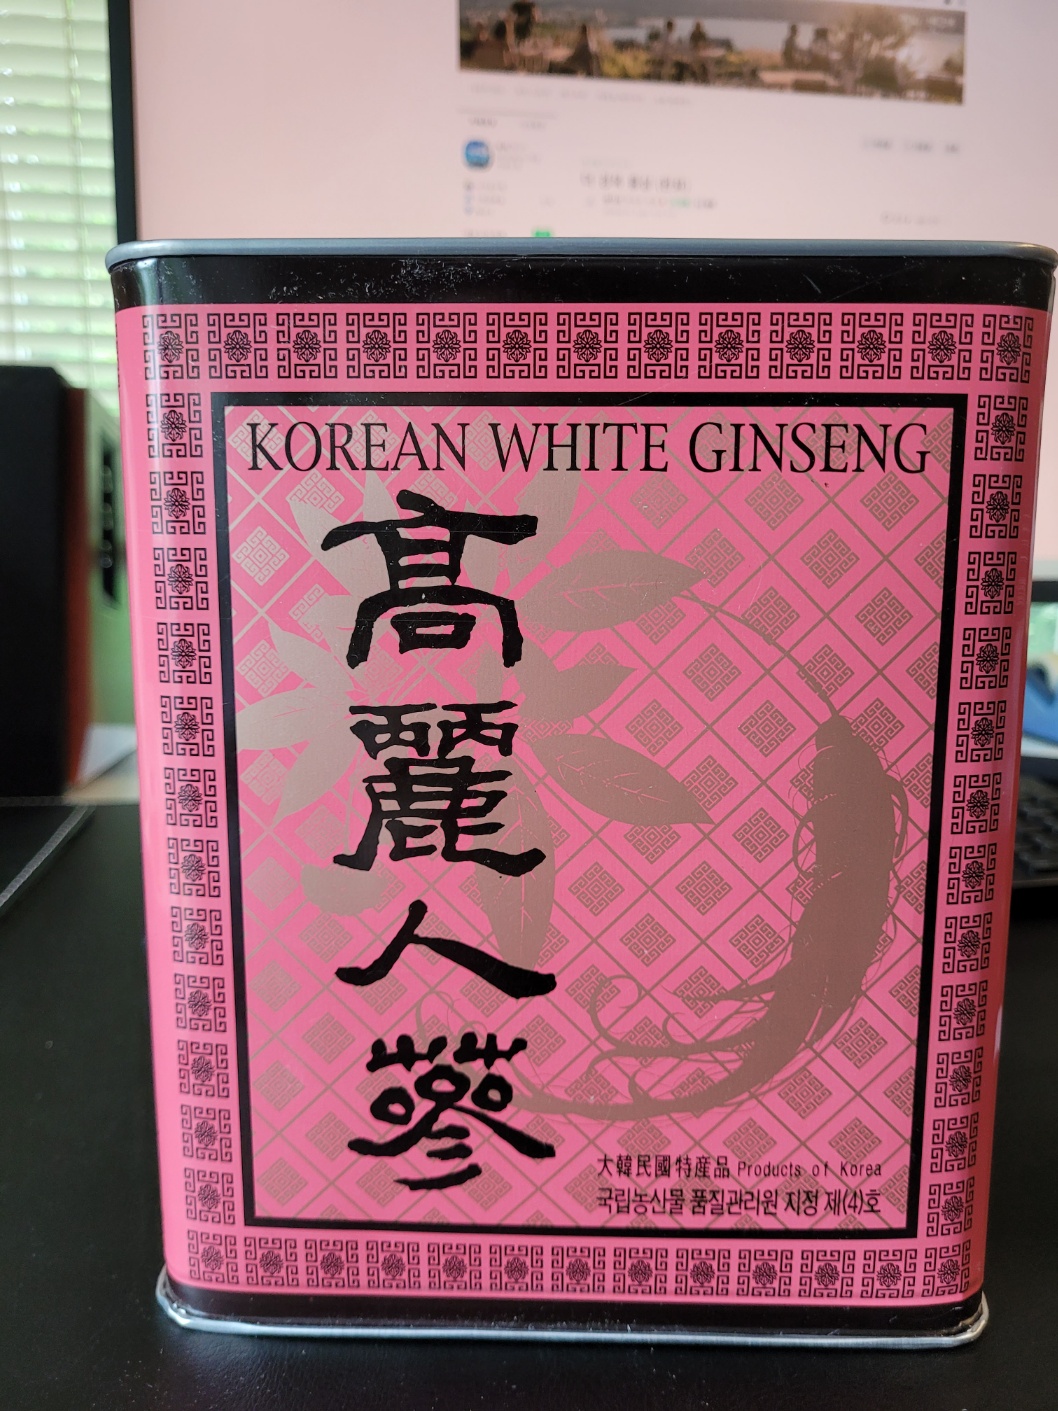 KOREAN WHITE GINSENG
高
麗
人
蔘
大韓民國特産品 Products of Korea
국립농산물 품질관리원 지정 제(4)호